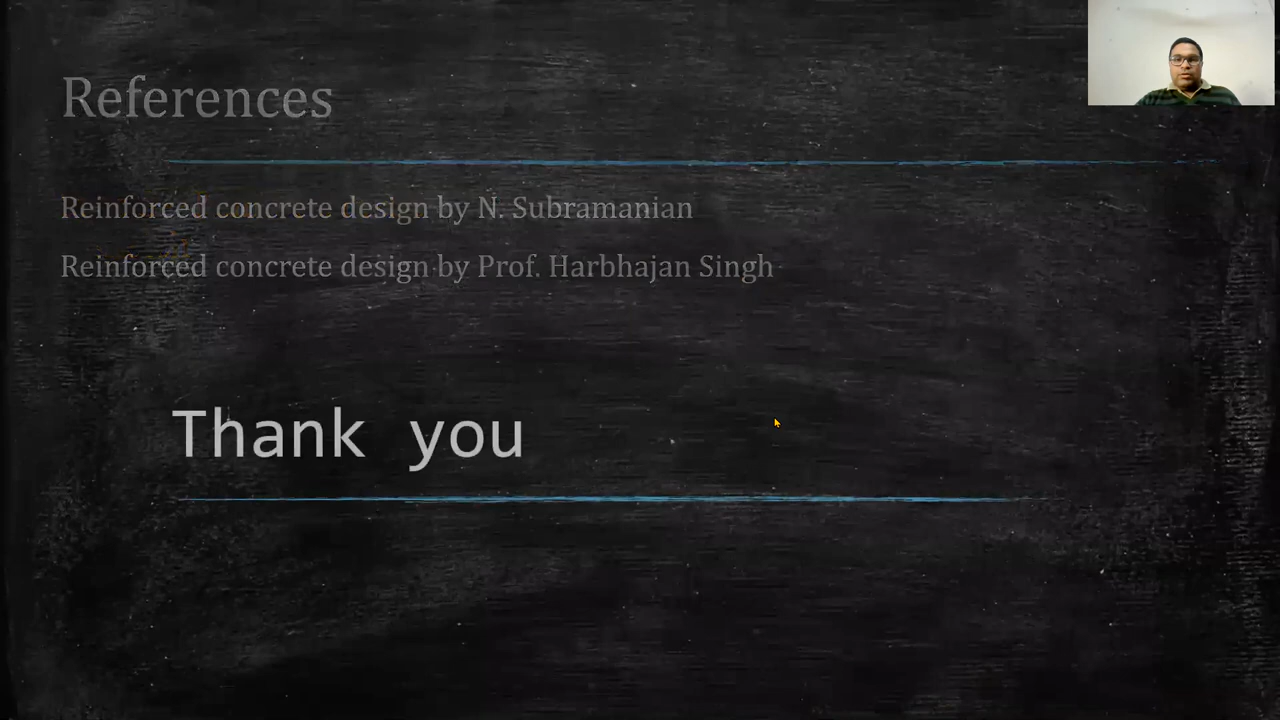 References
Reinforced concrete design by N. Subramanian
Reinforced concrete design by Prof. Harbhajan Singh
Thank you